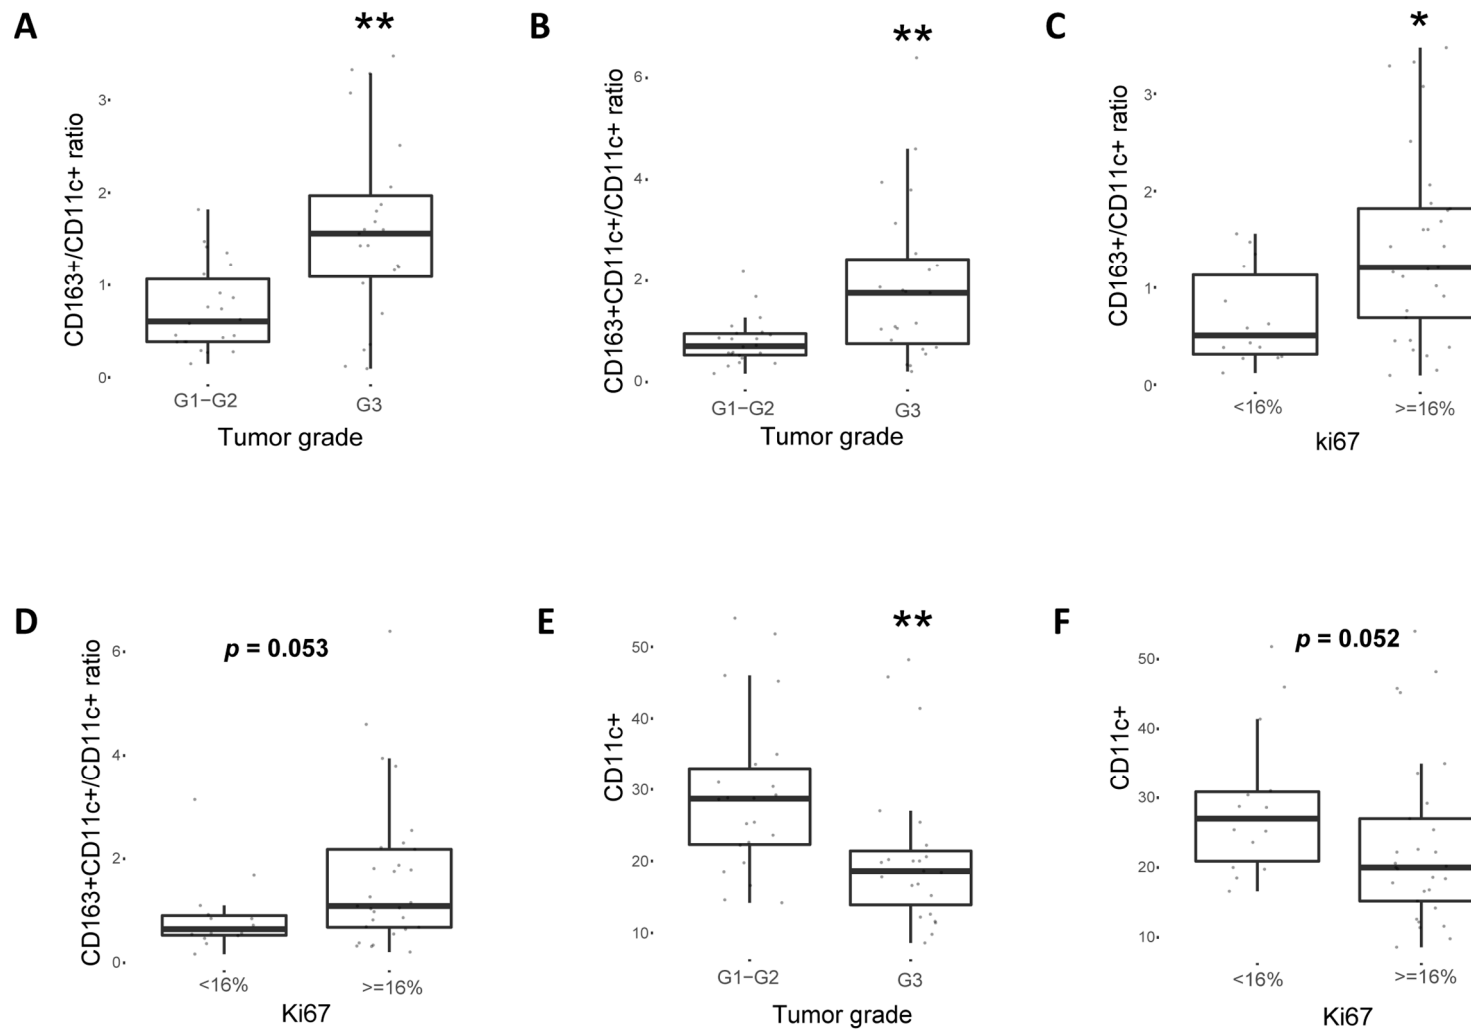 A
**
CD163+/CD11c+ ratio
3
2
1
0
G1−G2
G3
Tumor grade
B
**
CD163+CD11c+/CD11c+ ratio
6
4
2
0
G1−G2
G3
Tumor grade
C
*
CD163+/CD11c+ ratio
3
2
1
0
<16%
>=16%
ki67
D
p = 0.053
CD163+CD11c+/CD11c+ ratio
6
4
2
0
<16%
>=16%
Ki67
E
**
CD11c+
50
40
30
20
10
G1−G2
G3
Tumor grade
F
p = 0.052
CD11c+
50
40
30
20
10
<16%
>=16%
Ki67